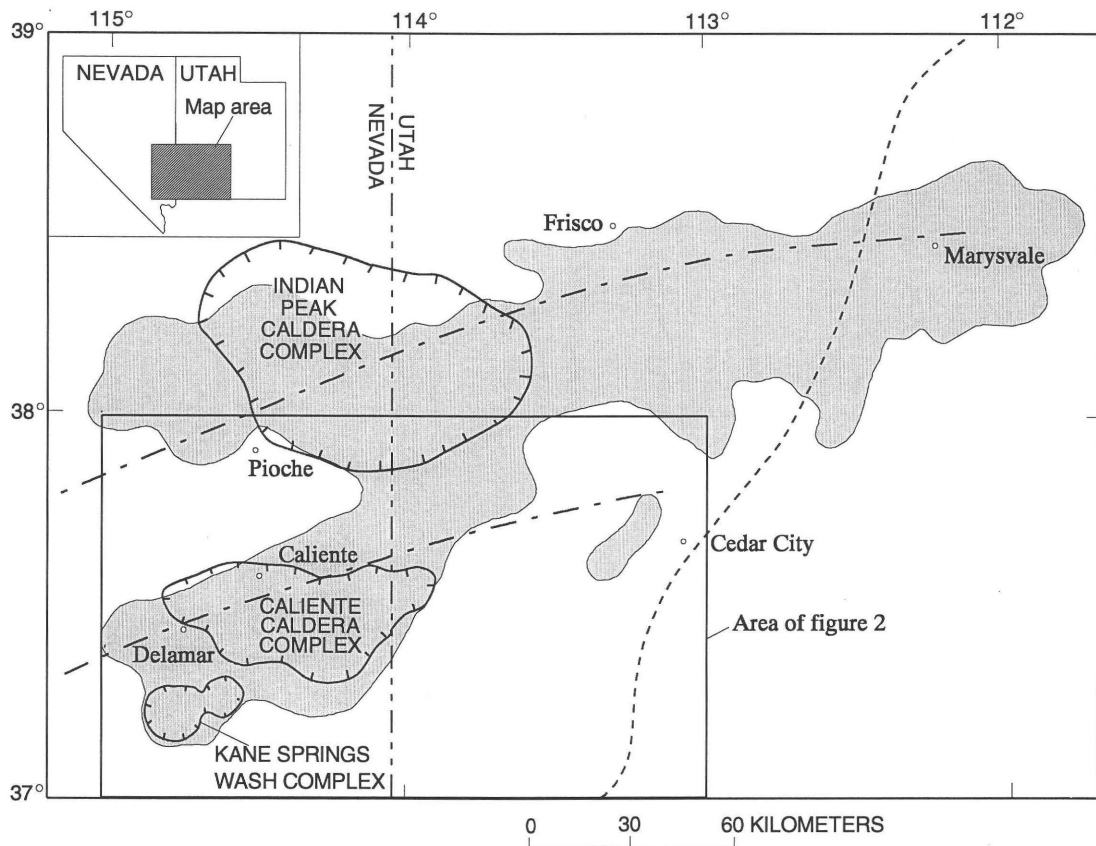 115° 114° 113° 112°
39°
NEVADA UTAH
Map area
UTAH
NEVADA
Frisco
Marysvale
INDIAN
PEAK
CALDERA
COMPLEX
38°
Pioche
Caliente
Cedar City
CALIENTE
CALDERA
COMPLEX
Area of figure 2
Delamar
KANE SPRINGS
WASH COMPLEX
37°
0 30 60 KILOMETERS